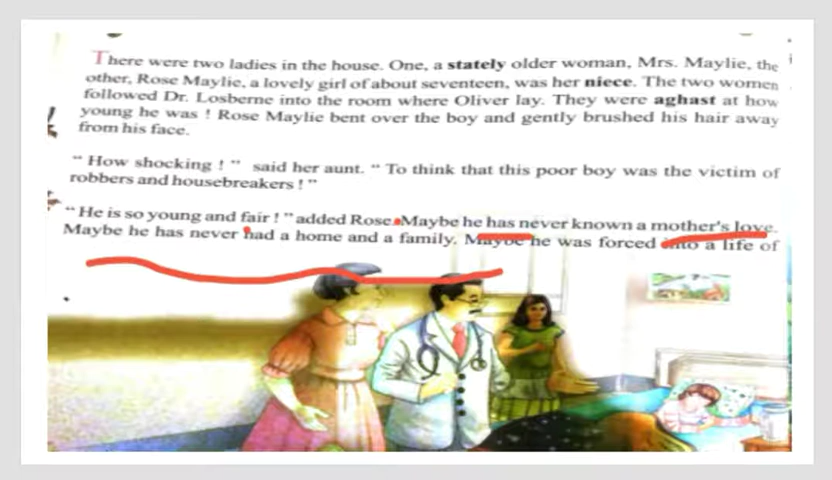 There were two ladies in the house. One, a stately older woman, Mrs. Maylie, the
other, Rose Maylie, a lovely girl of about seventeen, was her niece. The two women
followed Dr. Losberne into the room where Oliver lay. They were aghast at how
young he was ! Rose Maylie bent over the boy and gently brushed his hair away
from his face.
" How shocking ! " said her aunt. " To think that this poor boy was the victim of
robbers and housebreakers ! "
" He is so young and fair ! " added Rose. Maybe he has never known a mother's love.
Maybe he has never had a home and a family. Maybe he was forced into a life of